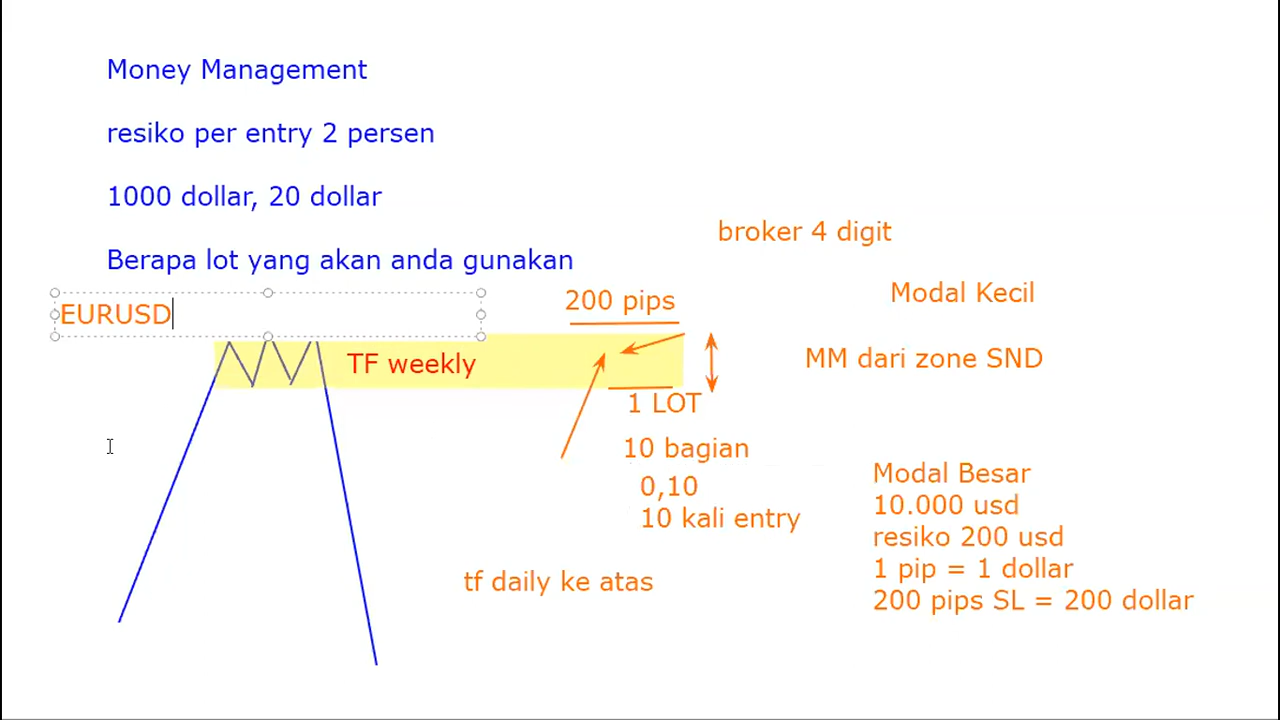 Money Management
resiko per entry 2 persen
1000 dollar, 20 dollar
Berapa lot yang akan anda gunakan
EURUSD
TF weekly
200 pips
1 LOT
10 bagian
0,10
10 kali entry
tf daily ke atas
broker 4 digit
Modal Kecil
MM dari zone SND
Modal Besar
10.000 usd
resiko 200 usd
1 pip = 1 dollar
200 pips SL = 200 dollar